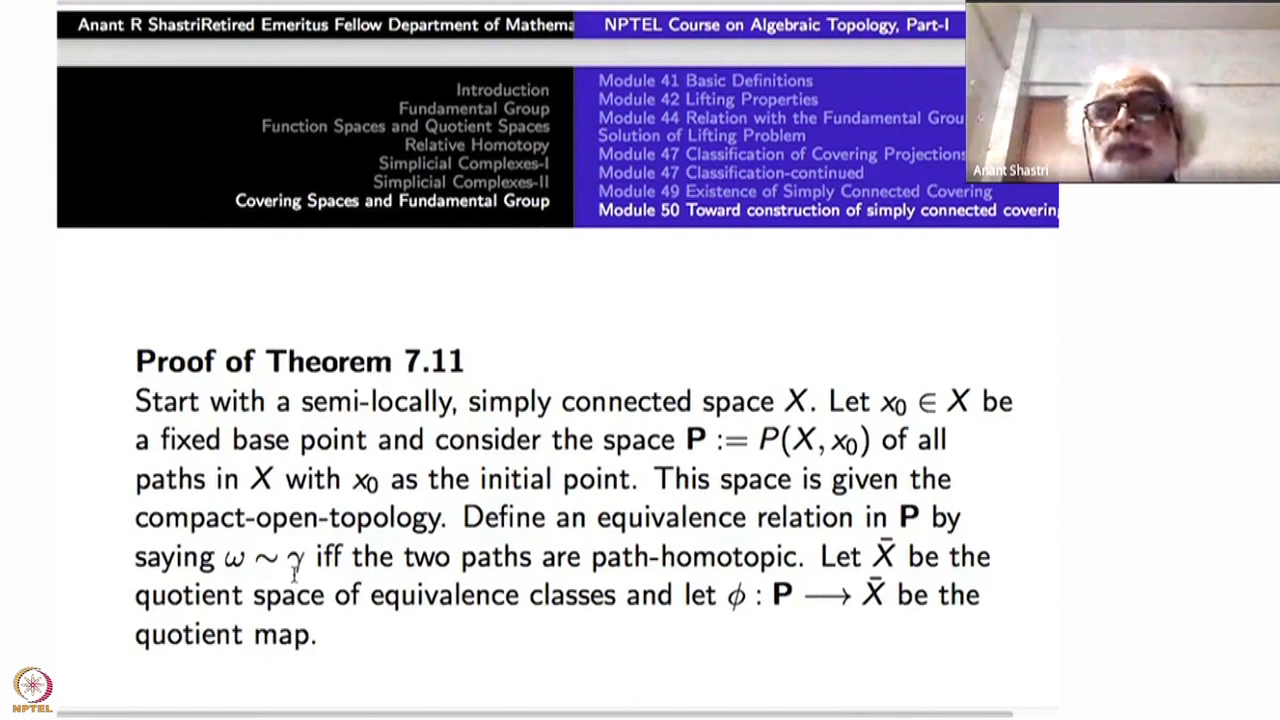 Anant R ShastriRetired Emeritus Fellow Department of Mathema
NPTEL Course on Algebraic Topology, Part-I
Introduction
Fundamental Group
Function Spaces and Quotient Spaces
Relative Homotopy
Simplicial Complexes-I
Simplicial Complexes-II
Covering Spaces and Fundamental Group
Module 41 Basic Definitions
Module 42 Lifting Properties
Module 44 Relation with the Fundamental Grou
Solution of Lifting Problem
Module 47 Classification of Covering Projections
Module 47 Classification-continued
Module 49 Existence of Simply Connected Covering
Module 50 Toward construction of simply connected coverin
Anant Shastri
Proof of Theorem 7.11
Start with a semi-locally, simply connected space X. Let x₀ ∈ X be
a fixed base point and consider the space P := P(X, x₀) of all
paths in X with x₀ as the initial point. This space is given the
compact-open-topology. Define an equivalence relation in P by
saying ω ∼ γ iff the two paths are path-homotopic. Let X̄ be the
quotient space of equivalence classes and let ϕ : P ⟶ X̄ be the
quotient map.
NPTEL